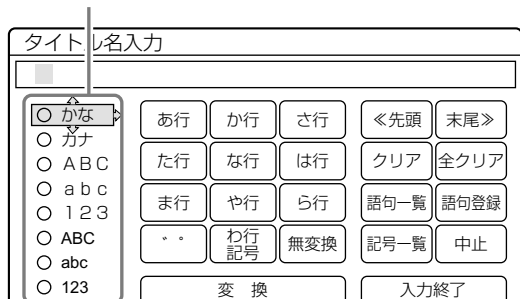 タイトル名入力
かな
カナ
ＡＢＣ
ａｂｃ
１２３
ABC
abc
123
あ行 か行 さ行
た行 な行 は行
ま行 や行 ら行
゛゜ わ行記号 無変換
変 換
≪先頭 末尾≫
クリア 全クリア
語句一覧 語句登録
記号一覧 中止
入力終了